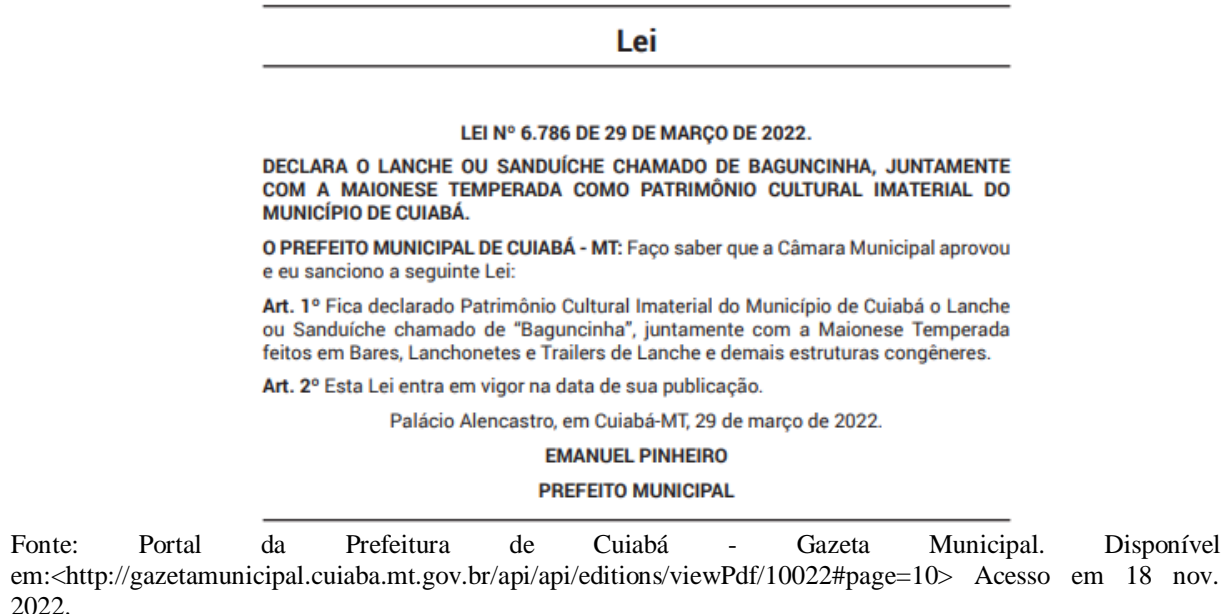 Lei
LEI Nº 6.786 DE 29 DE MARÇO DE 2022.
DECLARA O LANCHE OU SANDUÍCHE CHAMADO DE BAGUNCINHA, JUNTAMENTE
COM A MAIONESE TEMPERADA COMO PATRIMÔNIO CULTURAL IMATERIAL DO
MUNICÍPIO DE CUIABÁ.
O PREFEITO MUNICIPAL DE CUIABÁ - MT: Faço saber que a Câmara Municipal aprovou
e eu sanciono a seguinte Lei:
Art. 1º Fica declarado Patrimônio Cultural Imaterial do Município de Cuiabá o Lanche
ou Sanduíche chamado de “Baguncinha”, juntamente com a Maionese Temperada
feitos em Bares, Lanchonetes e Trailers de Lanche e demais estruturas congêneres.
Art. 2º Esta Lei entra em vigor na data de sua publicação.
Palácio Alencastro, em Cuiabá-MT, 29 de março de 2022.
EMANUEL PINHEIRO
PREFEITO MUNICIPAL
Fonte: Portal da Prefeitura de Cuiabá - Gazeta Municipal. Disponível
em:<http://gazetamunicipal.cuiaba.mt.gov.br/api/api/editions/viewPdf/10022#page=10> Acesso em 18 nov.
2022.